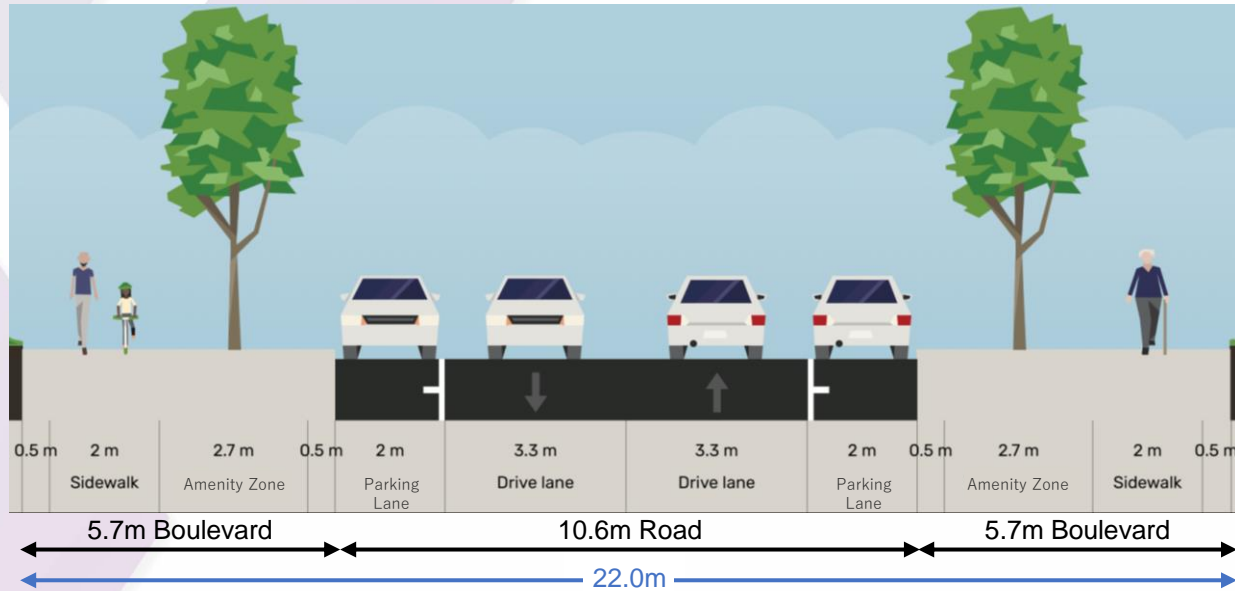 0.5 m 2 m 2.7 m 0.5 m 2 m 3.3 m 3.3 m 2 m 0.5 m 2.7 m 2 m 0.5 m
Sidewalk Amenity Zone Parking Drive lane Drive lane Parking Amenity Zone Sidewalk
Lane Lane
5.7m Boulevard 10.6m Road 5.7m Boulevard
22.0m